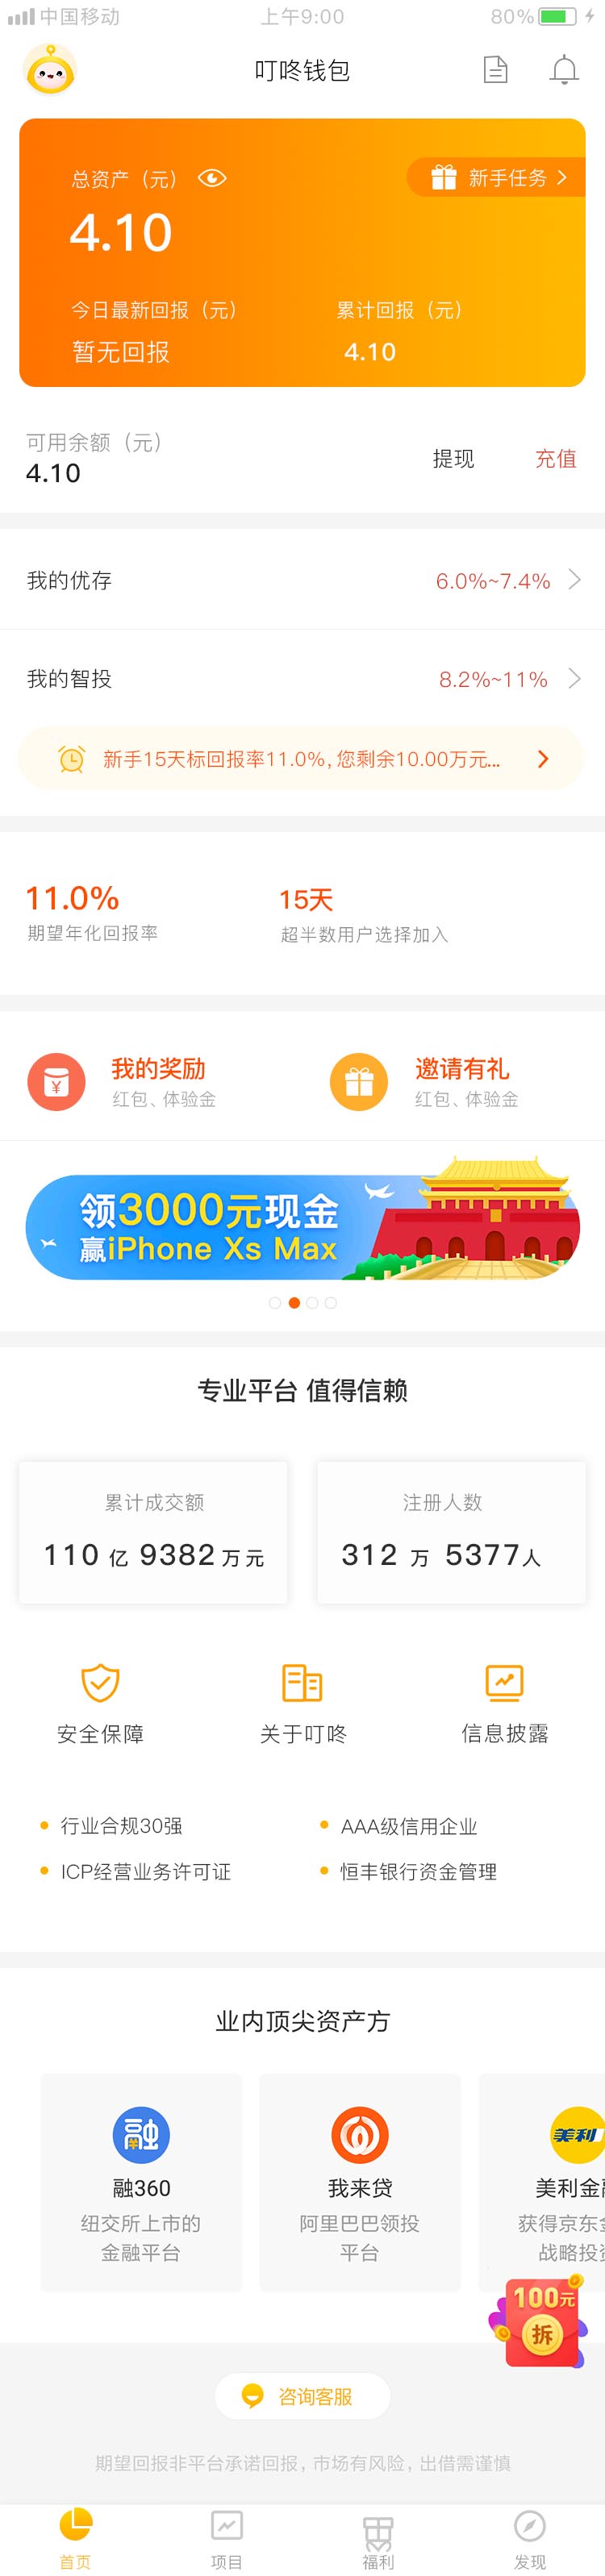 中国移动 上午9:00 80%
叮咚钱包
总资产（元） 新手任务
4.10
今日最新回报（元） 累计回报（元）
暂无回报 4.10
可用余额（元）
4.10 提现 充值
我的优存 6.0%~7.4%
我的智投 8.2%~11%
新手15天标回报率11.0%,您剩余10.00万元...
11.0% 15天
期望年化回报率 超半数用户选择加入
我的奖励 邀请有礼
红包、体验金 红包、体验金
领3000元现金
赢iPhone Xs Max
专业平台 值得信赖
累计成交额 注册人数
110 亿 9382 万元 312 万 5377人
安全保障 关于叮咚 信息披露
行业合规30强 AAA级信用企业
ICP经营业务许可证 恒丰银行资金管理
业内顶尖资产方
融 美利
融360 我来贷 美利金融
纽交所上市的 阿里巴巴领投 获得京东金
金融平台 平台 战略投资
100元
拆
咨询客服
期望回报非平台承诺回报,市场有风险,出借需谨慎
首页 项目 福利 发现